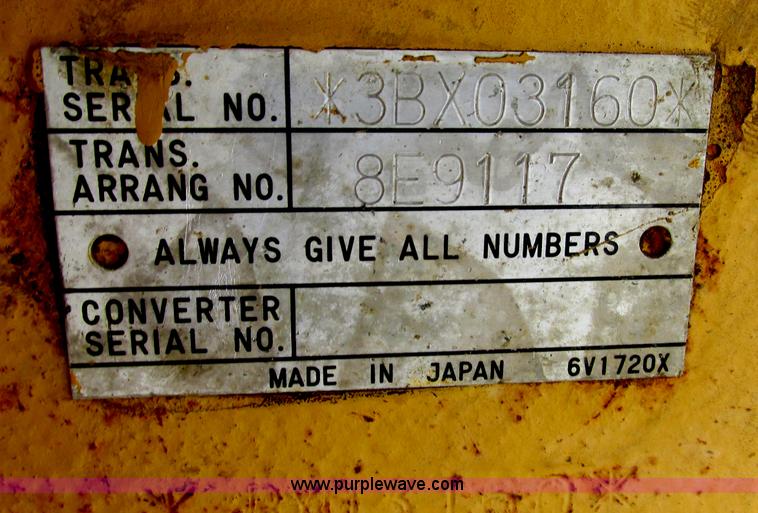 TRANS.
SERIAL NO. *3BX03160*
TRANS.
ARRANG NO. 8E9117
ALWAYS GIVE ALL NUMBERS
CONVERTER
SERIAL NO.
MADE IN JAPAN 6V1720X
www.purplewave.com